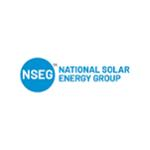 NSEG
NATIONAL SOLAR
ENERGY GROUP